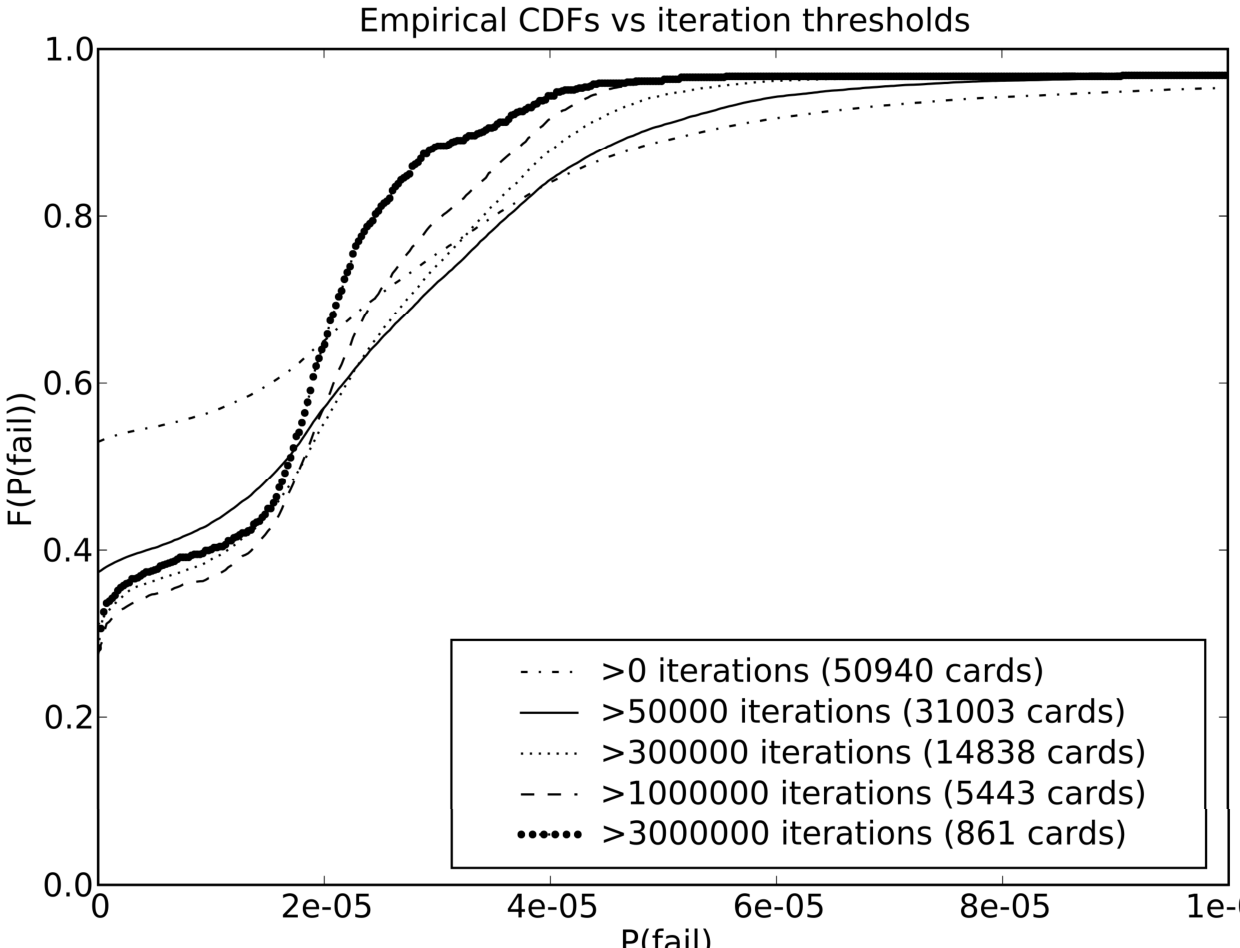 Empirical CDFs vs iteration thresholds
1.0
0.8
0.6
0.4
0.2
0.0
F(P(fail))
>0 iterations (50940 cards)
>50000 iterations (31003 cards)
>300000 iterations (14838 cards)
>1000000 iterations (5443 cards)
>3000000 iterations (861 cards)
0 2e-05 4e-05 6e-05 8e-05 1e-
P(fail)